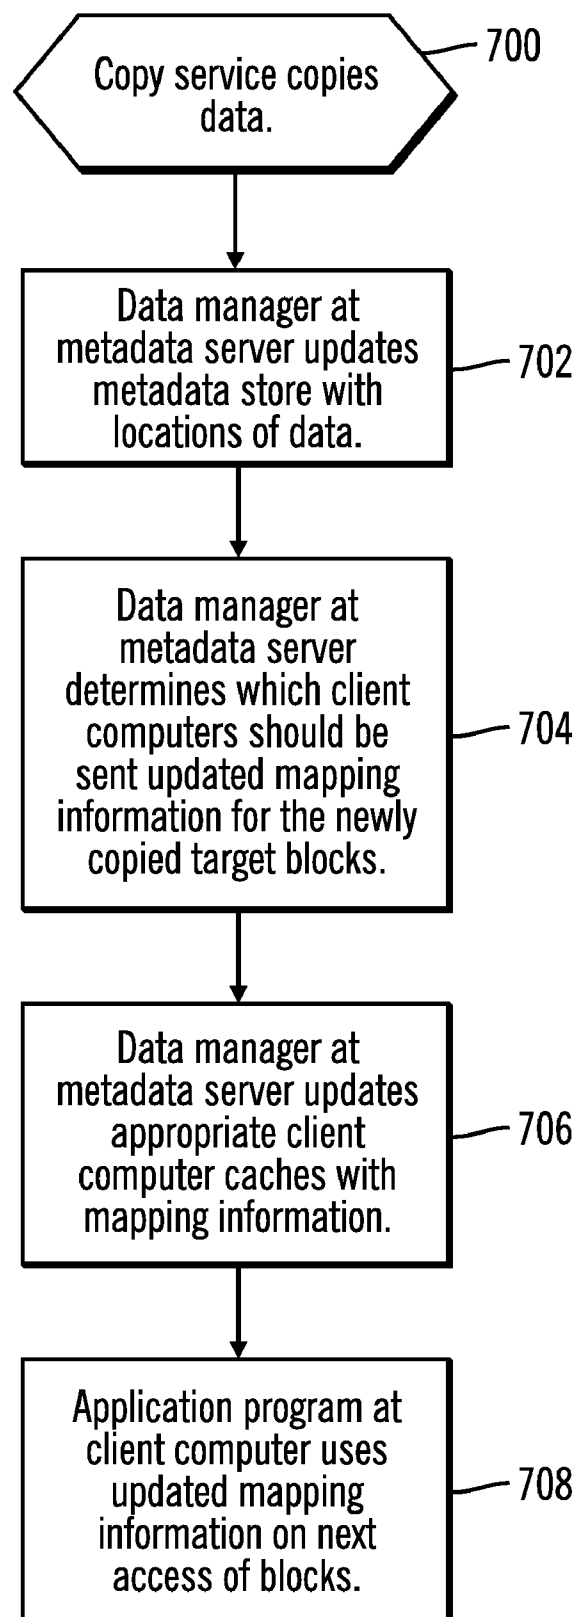 Copy service copies
data.
700
Data manager at
metadata server updates
metadata store with
locations of data.
702
Data manager at
metadata server
determines which client
computers should be
sent updated mapping
information for the newly
copied target blocks.
704
Data manager at
metadata server updates
appropriate client
computer caches with
mapping information.
706
Application program at
client computer uses
updated mapping
information on next
access of blocks.
708